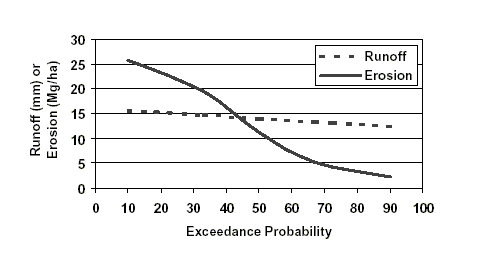 30
25
20
15
10
5
0
Runoff (mm) or
Erosion (Mg/ha)
Runoff
Erosion
0 10 20 30 40 50 60 70 80 90 100
Exceedance Probability